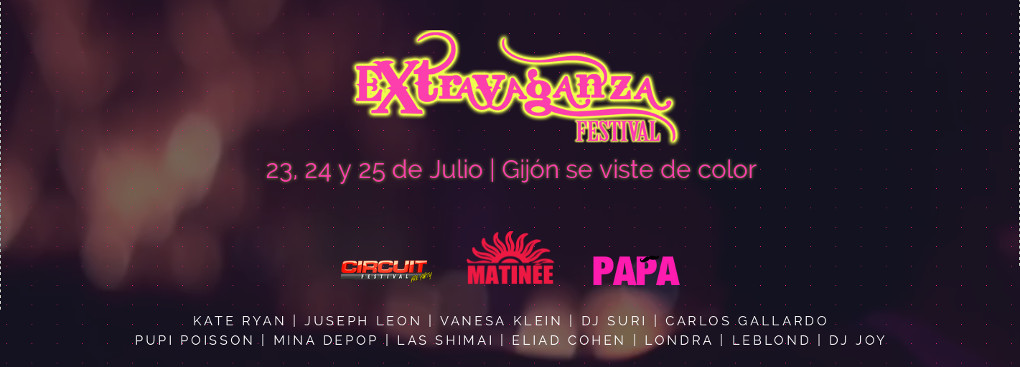 EXtravaganza
FESTIVAL
23, 24 y 25 de Julio | Gijón se viste de color
CIRCUIT
FESTIVAL
MATINÉE
PAPA
KATE RYAN | JUSEPH LEON | VANESA KLEIN | DJ SURI | CARLOS GALLARDO
PUPI POISSON | MINA DEPOP | LAS SHIMAI | ELIAD COHEN | LONDRA | LEBLOND | DJ JOY